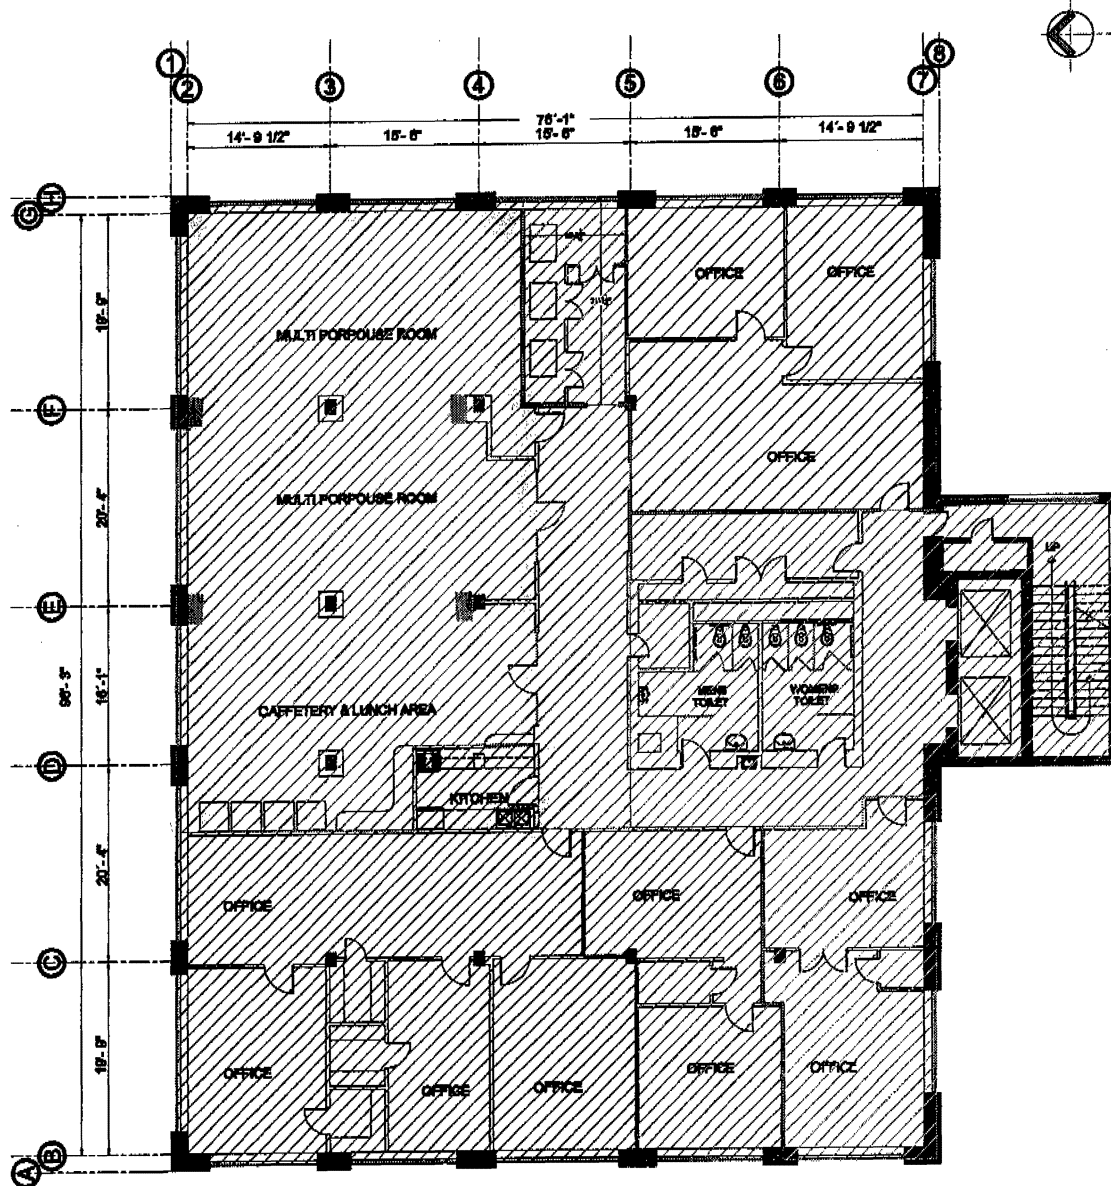 1 2 3 4 5 6 7 8
76'-1"
14'-9 1/2" 15'-6" 15'-6" 15'-6" 14'-9 1/2"
H
G
OFFICE OFFICE
19'-9"
MULTI PORPOUSE ROOM
F
OFFICE
MULTI PORPOUSE ROOM
20'-4"
UP
E
96'-3"
16'-1"
MENS TOILET
WOMENS TOILET
CAFFETERY & LUNCH AREA
D
KITCHEN
20'-4"
OFFICE OFFICE OFFICE
C
19'-9"
OFFICE OFFICE OFFICE OFFICE OFFICE
B
A